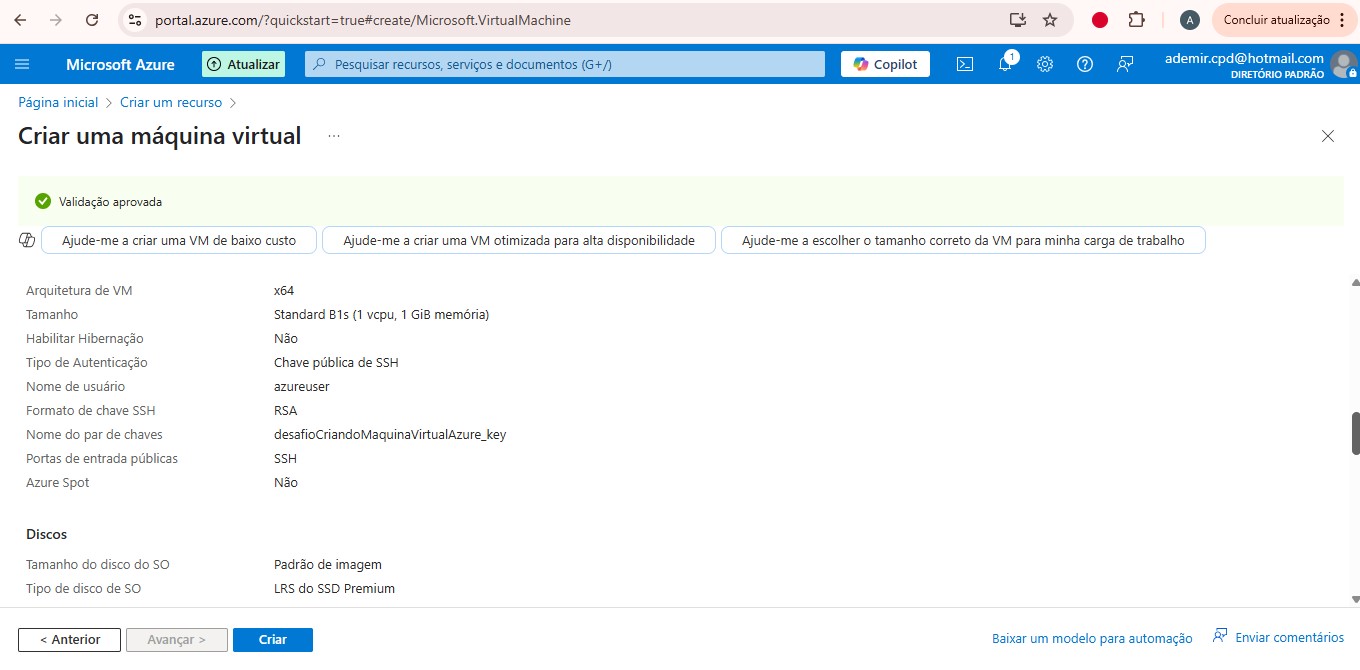 portal.azure.com/?quickstart=true#create/Microsoft.VirtualMachine
A
Concluir atualização
Microsoft Azure
Atualizar
Pesquisar recursos, serviços e documentos (G+/)
Copilot
1
ademir.cpd@hotmail.com
DIRETÓRIO PADRÃO
Página inicial > Criar um recurso >
Criar uma máquina virtual ...
Validação aprovada
Ajude-me a criar uma VM de baixo custo
Ajude-me a criar uma VM otimizada para alta disponibilidade
Ajude-me a escolher o tamanho correto da VM para minha carga de trabalho
Arquitetura de VM x64
Tamanho Standard B1s (1 vcpu, 1 GiB memória)
Habilitar Hibernação Não
Tipo de Autenticação Chave pública de SSH
Nome de usuário azureuser
Formato de chave SSH RSA
Nome do par de chaves desafioCriandoMaquinaVirtualAzure_key
Portas de entrada públicas SSH
Azure Spot Não
Discos
Tamanho do disco do SO Padrão de imagem
Tipo de disco de SO LRS do SSD Premium
< Anterior
Avançar >
Criar
Baixar um modelo para automação
Enviar comentários